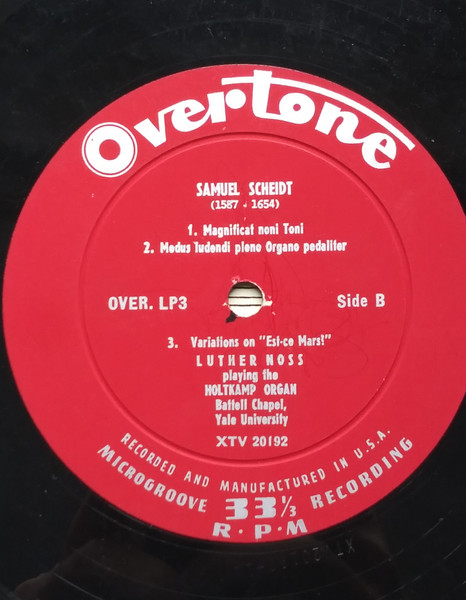 Overtone
SAMUEL SCHEIDT
(1587 - 1654)
1. Magnificat noni Toni
2. Modus ludendi pleno Organo pedaliter
OVER. LP3
Side B
3. Variations on "Est-ce Mars?"
LUTHER NOSS
playing the
HOLTKAMP ORGAN
Battell Chapel,
Yale University
XTV 20192
RECORDED AND MANUFACTURED IN U.S.A.
MICROGROOVE 33 1/3 RECORDING
R·P·M